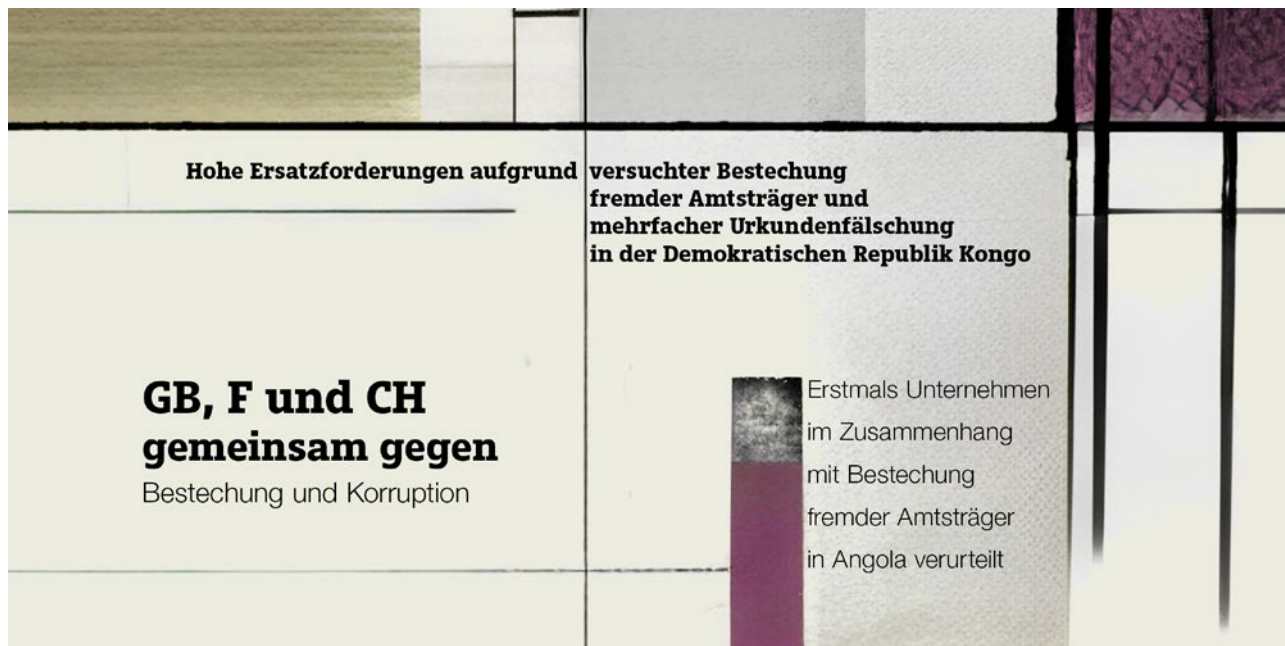 Hohe Ersatzforderungen aufgrund versuchter Bestechung
fremder Amtsträger und
mehrfacher Urkundenfälschung
in der Demokratischen Republik Kongo
GB, F und CH
gemeinsam gegen
Bestechung und Korruption
Erstmals Unternehmen
im Zusammenhang
mit Bestechung
fremder Amtsträger
in Angola verurteilt